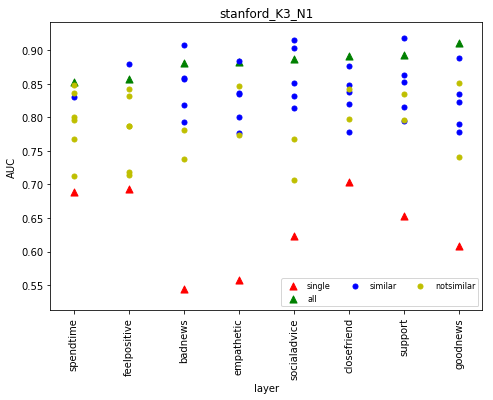 stanford_K3_N1
AUC
0.90
0.85
0.80
0.75
0.70
0.65
0.60
0.55
single
similar
notsimilar
all
spendtime
feelpositive
badnews
empathetic
socialadvice
closefriend
support
goodnews
layer